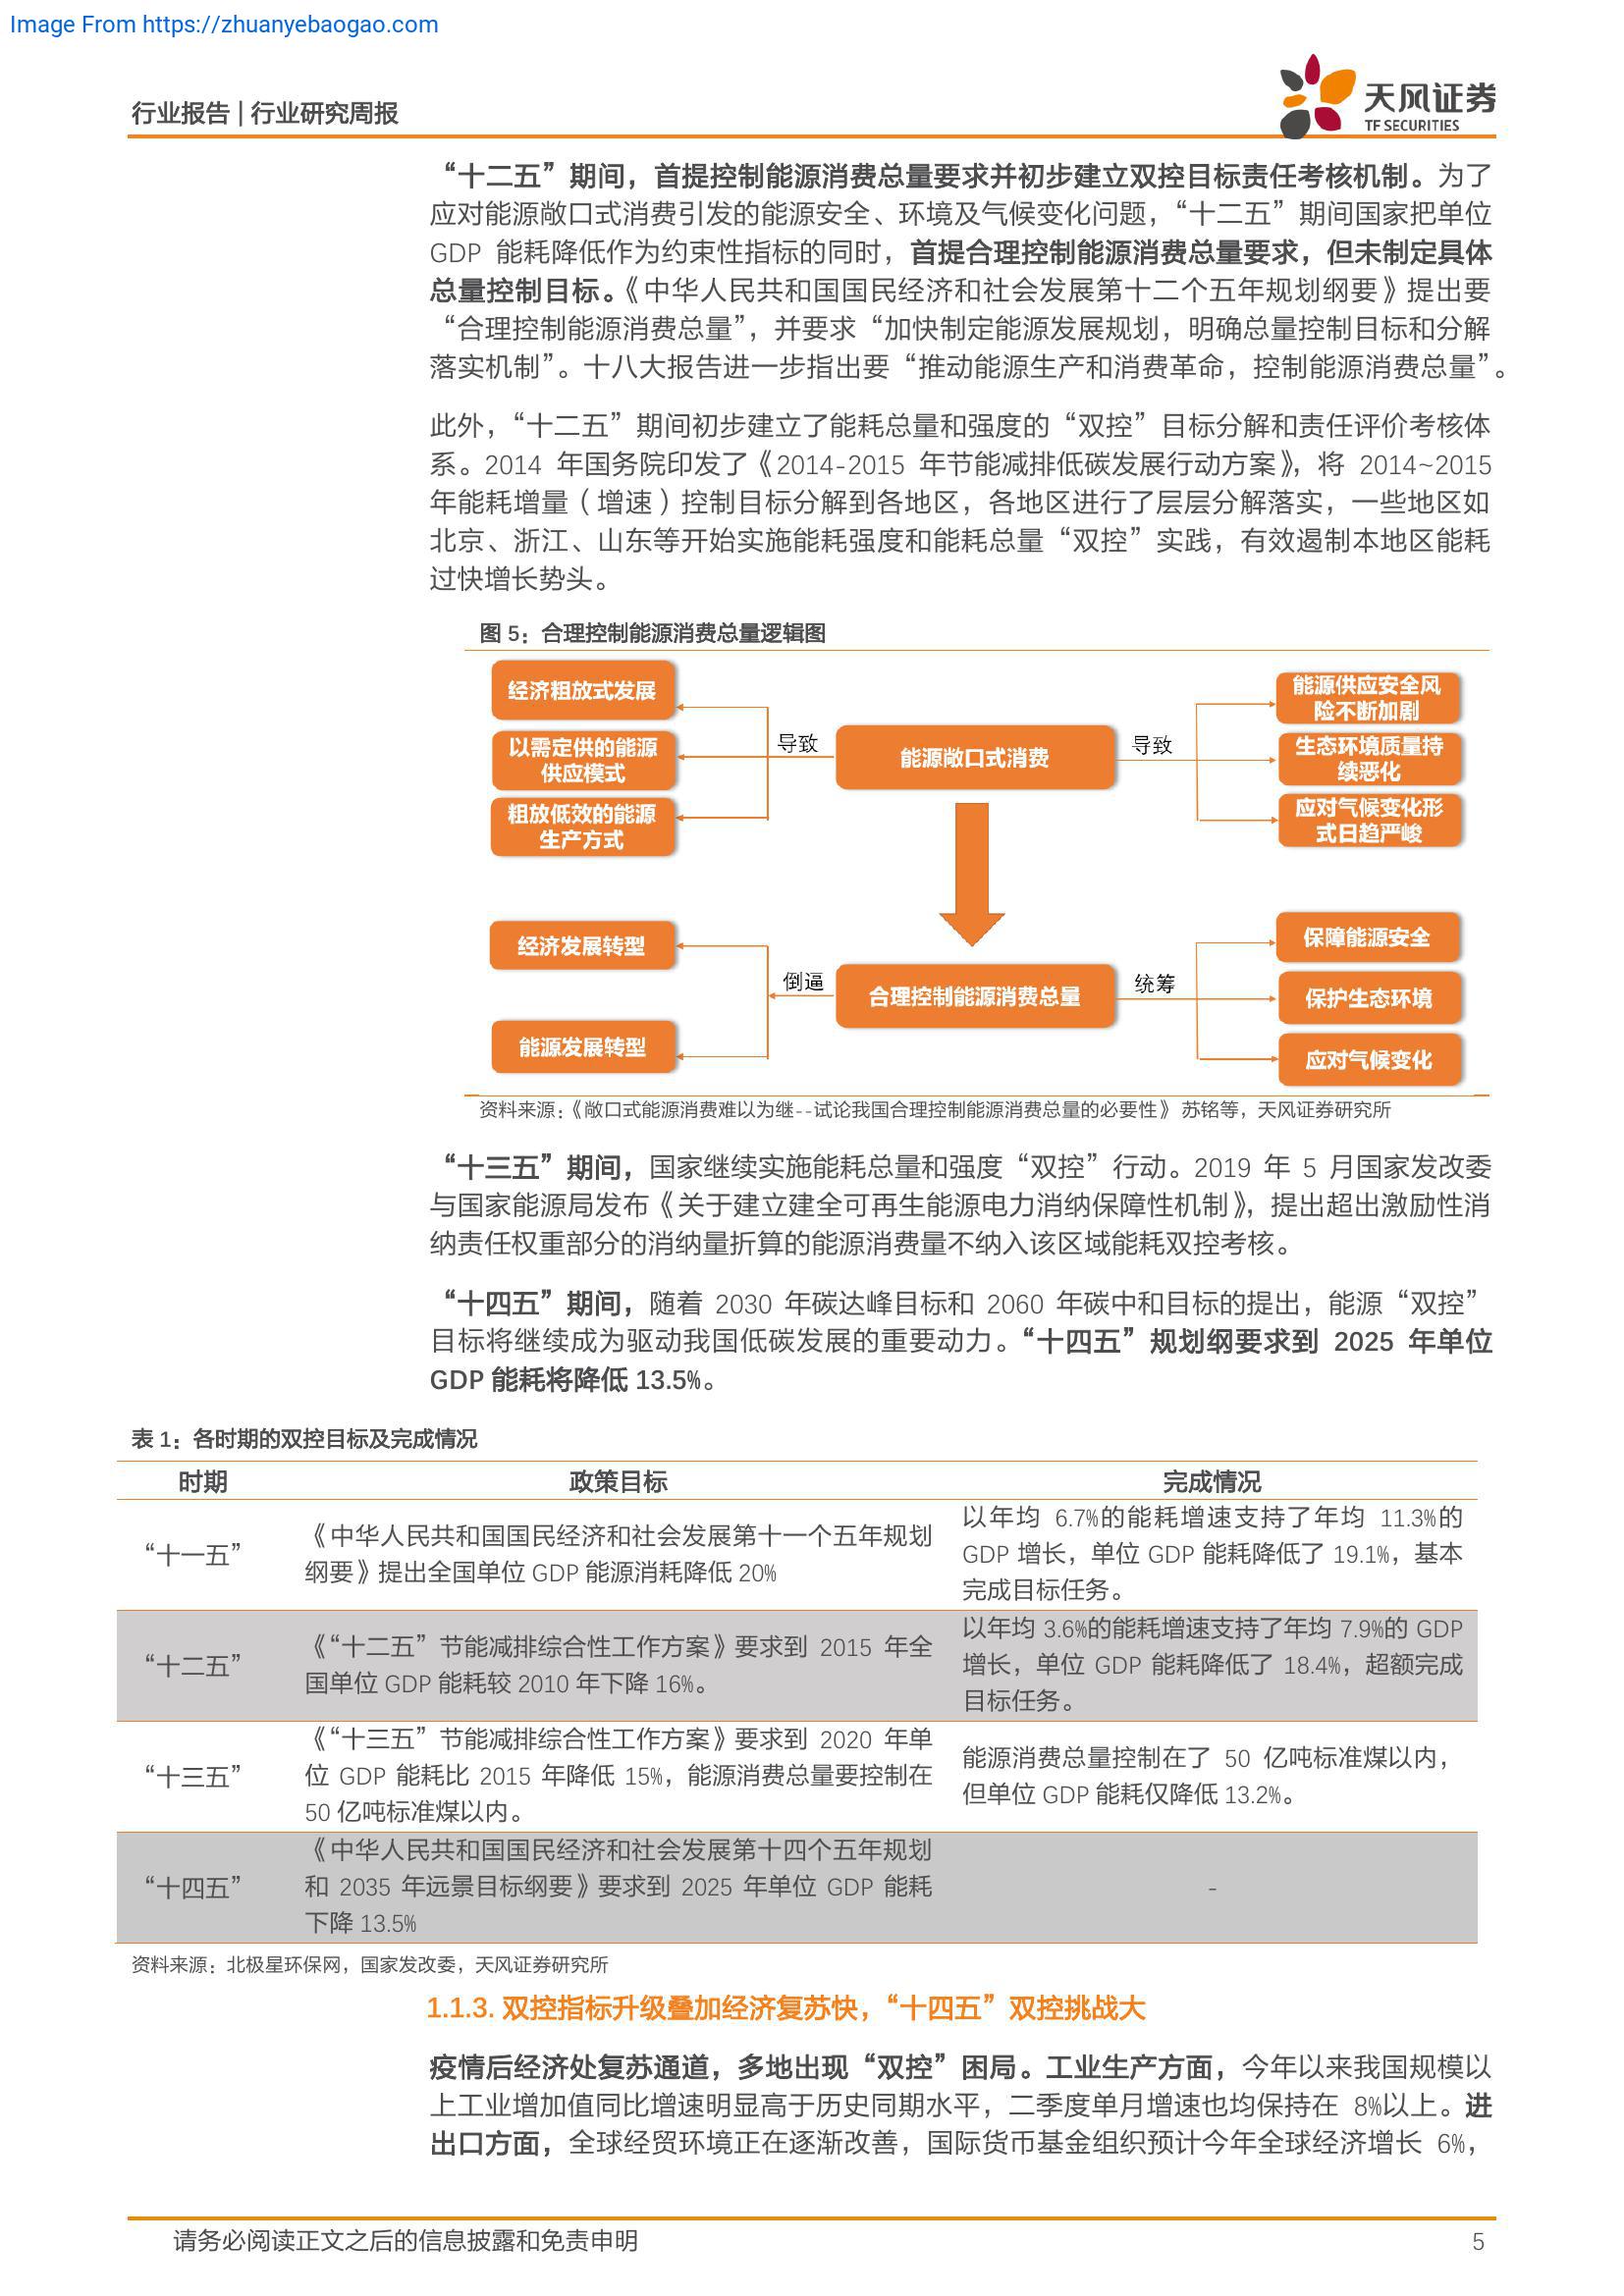 Image From https://zhuanyebaogao.com
行业报告 | 行业研究周报
天风证券
TF SECURITIES
“十二五”期间，首提控制能源消费总量要求并初步建立双控目标责任考核机制。为了
应对能源敞口式消费引发的能源安全、环境及气候变化问题，“十二五”期间国家把单位
GDP 能耗降低作为约束性指标的同时，首提合理控制能源消费总量要求，但未制定具体
总量控制目标。《中华人民共和国国民经济和社会发展第十二个五年规划纲要》提出要
“合理控制能源消费总量”，并要求“加快制定能源发展规划，明确总量控制目标和分解
落实机制”。十八大报告进一步指出要“推动能源生产和消费革命，控制能源消费总量”。
此外，“十二五”期间初步建立了能耗总量和强度的“双控”目标分解和责任评价考核体
系。2014 年国务院印发了《2014-2015 年节能减排低碳发展行动方案》，将 2014~2015
年能耗增量（增速）控制目标分解到各地区，各地区进行了层层分解落实，一些地区如
北京、浙江、山东等开始实施能耗强度和能耗总量“双控”实践，有效遏制本地区能耗
过快增长势头。
图 5：合理控制能源消费总量逻辑图
经济粗放式发展
以需定供的能源
供应模式
粗放低效的能源
生产方式
导致
能源敞口式消费
导致
能源供应安全风
险不断加剧
生态环境质量持
续恶化
应对气候变化形
式日趋严峻
经济发展转型
能源发展转型
倒逼
合理控制能源消费总量
统筹
保障能源安全
保护生态环境
应对气候变化
资料来源：《敞口式能源消费难以为继--试论我国合理控制能源消费总量的必要性》 苏铭等，天风证券研究所
“十三五”期间，国家继续实施能耗总量和强度“双控”行动。2019 年 5 月国家发改委
与国家能源局发布《关于建立建全可再生能源电力消纳保障性机制》，提出超出激励性消
纳责任权重部分的消纳量折算的能源消费量不纳入该区域能耗双控考核。
“十四五”期间，随着 2030 年碳达峰目标和 2060 年碳中和目标的提出，能源“双控”
目标将继续成为驱动我国低碳发展的重要动力。“十四五”规划纲要求到 2025 年单位
GDP 能耗将降低 13.5%。
表 1：各时期的双控目标及完成情况
时期 政策目标 完成情况
“十一五”
《中华人民共和国国民经济和社会发展第十一个五年规划
纲要》提出全国单位 GDP 能源消耗降低 20%
以年均 6.7%的能耗增速支持了年均 11.3%的
GDP 增长，单位 GDP 能耗降低了 19.1%，基本
完成目标任务。
“十二五”
《“十二五”节能减排综合性工作方案》要求到 2015 年全
国单位 GDP 能耗较 2010 年下降 16%。
以年均 3.6%的能耗增速支持了年均 7.9%的 GDP
增长，单位 GDP 能耗降低了 18.4%，超额完成
目标任务。
“十三五”
《“十三五”节能减排综合性工作方案》要求到 2020 年单
位 GDP 能耗比 2015 年降低 15%，能源消费总量要控制在
50 亿吨标准煤以内。
能源消费总量控制在了 50 亿吨标准煤以内，
但单位 GDP 能耗仅降低 13.2%。
“十四五”
《中华人民共和国国民经济和社会发展第十四个五年规划
和 2035 年远景目标纲要》要求到 2025 年单位 GDP 能耗
下降 13.5%
-
资料来源：北极星环保网，国家发改委，天风证券研究所
1.1.3. 双控指标升级叠加经济复苏快，“十四五”双控挑战大
疫情后经济处复苏通道，多地出现“双控”困局。工业生产方面，今年以来我国规模以
上工业增加值同比增速明显高于历史同期水平，二季度单月增速也均保持在 8%以上。进
出口方面，全球经贸环境正在逐渐改善，国际货币基金组织预计今年全球经济增长 6%，
请务必阅读正文之后的信息披露和免责申明
5